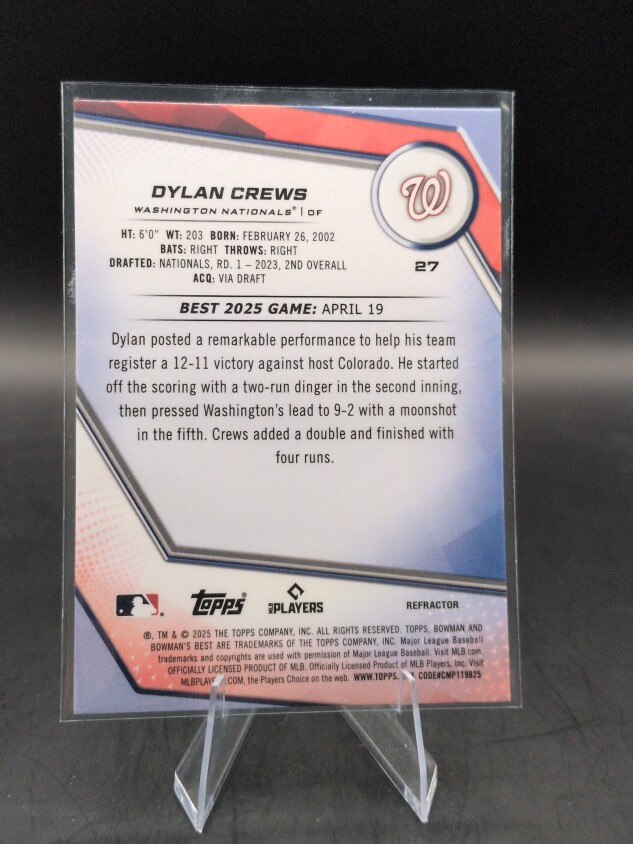 W
DYLAN CREWS
WASHINGTON NATIONALS® | OF
27
HT: 6'0" WT: 203 BORN: FEBRUARY 26, 2002
BATS: RIGHT THROWS: RIGHT
DRAFTED: NATIONALS, RD. 1 – 2023, 2ND OVERALL
ACQ: VIA DRAFT
BEST 2025 GAME: APRIL 19
Dylan posted a remarkable performance to help his team
register a 12-11 victory against host Colorado. He started
off the scoring with a two-run dinger in the second inning,
then pressed Washington's lead to 9-2 with a moonshot
in the fifth. Crews added a double and finished with
four runs.
topps®
MLB PLAYERS
REFRACTOR
®, TM & © 2025 THE TOPPS COMPANY, INC. ALL RIGHTS RESERVED. TOPPS, BOWMAN AND
BOWMAN'S BEST ARE TRADEMARKS OF THE TOPPS COMPANY, INC. Major League Baseball
trademarks and copyrights are used with permission of Major League Baseball. Visit MLB.com.
OFFICIALLY LICENSED PRODUCT OF MLB. Officially Licensed Product of MLB Players, Inc. Visit
.COM, the Players Choice on the web. WWW.TOPPS. CODE#CMP119825